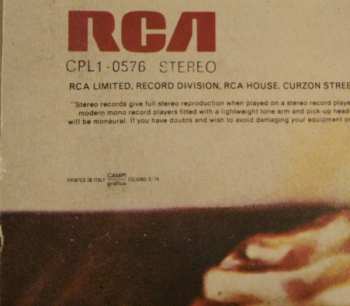 RCA
CPL1-0576 STEREO
RCA LIMITED, RECORD DIVISION, RCA HOUSE, CURZON STREE
"Stereo records give full stereo reproduction when played on a stereo record playe
modern mono record players fitted with a lightweight tone arm and pick-up head
will be monaural. If you have doubts and wish to avoid damaging your equipment or
PRINTED IN ITALY
CAMPI
grafica